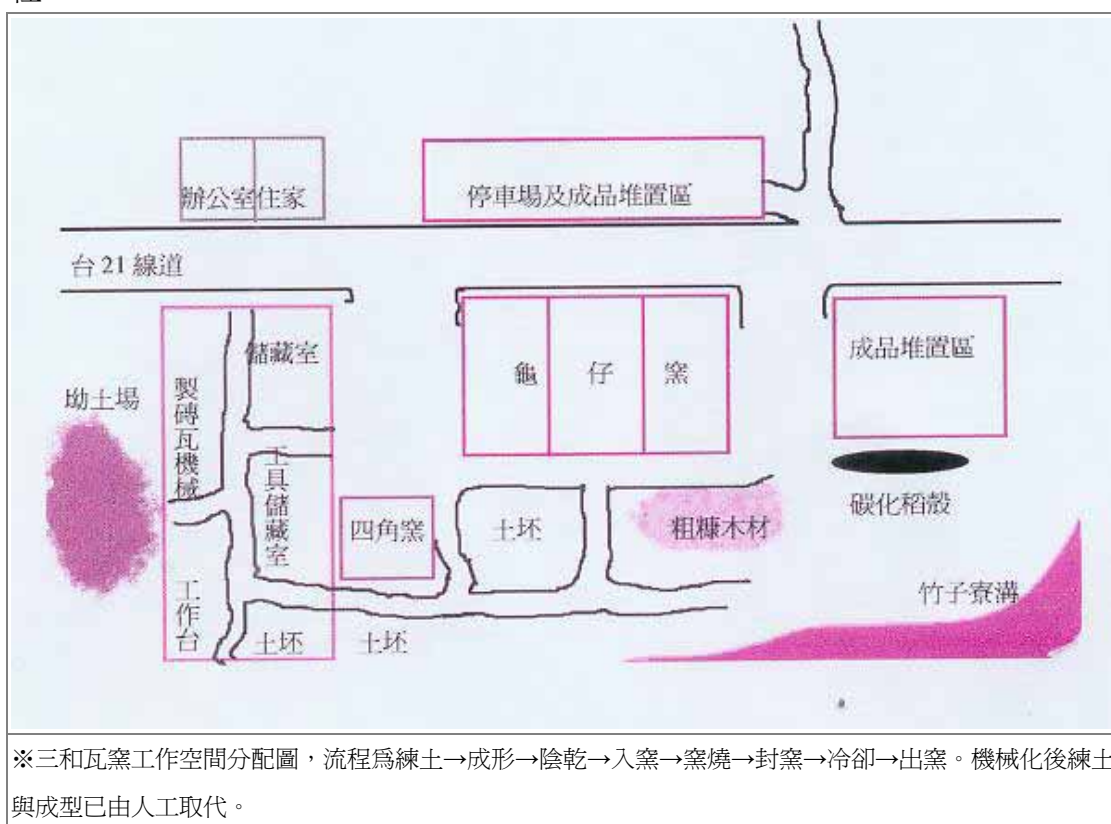 辦公室住家
停車場及成品堆置區
台 21 線道
儲藏室
龜 仔 窯
成品堆置區
坳土場
製磚瓦機械
工具儲藏室
碳化稻殼
四角窯
土坯
粗糠木材
竹子寮溝
工作台
土坯
土坯
※三和瓦窯工作空間分配圖，流程爲練土→成形→陰乾→入窯→窯燒→封窯→冷卻→出窯。機械化後練土
與成型已由人工取代。